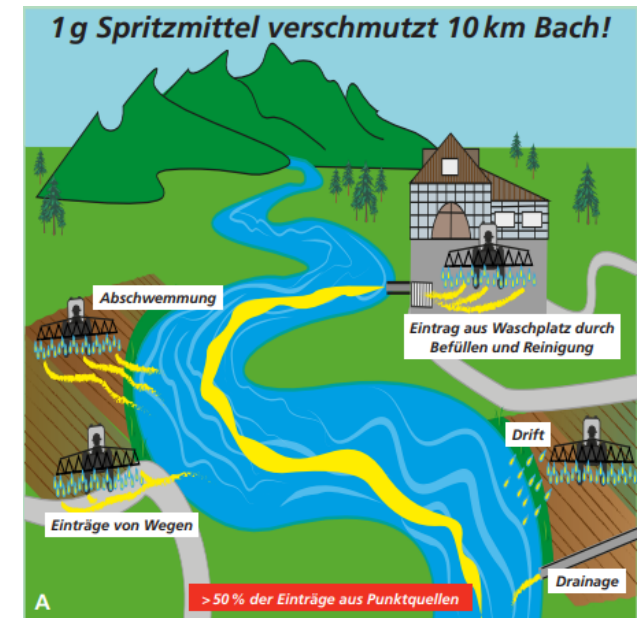 1 g Spritzmittel verschmutzt 10 km Bach!
Abschwemmung
Eintrag aus Waschplatz durch
Befüllen und Reinigung
Drift
Einträge von Wegen
Drainage
A
> 50 % der Einträge aus Punktquellen